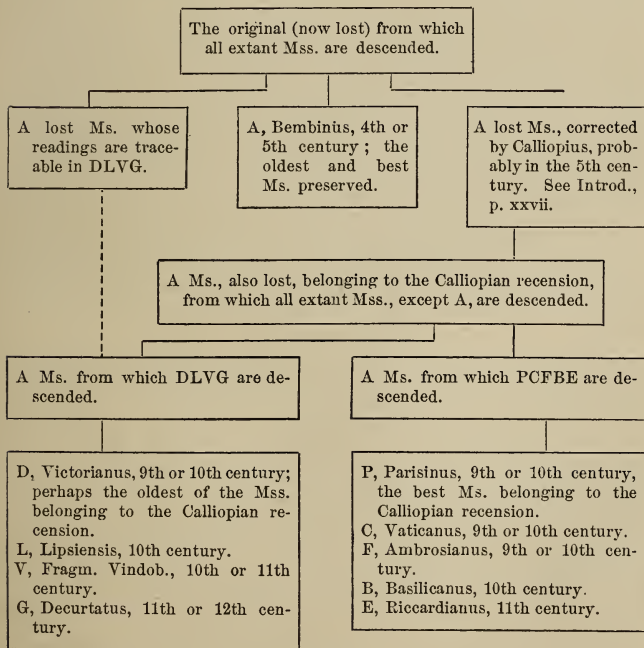 The original (now lost) from which
all extant Mss. are descended.
A lost Ms. whose
readings are trace-
able in DLVG.
A, Bembinus, 4th or
5th century; the
oldest and best
Ms. preserved.
A lost Ms., corrected
by Calliopius, prob-
ably in the 5th cen-
tury. See Introd.,
p. xxvii.
A Ms., also lost, belonging to the Calliopian recension,
from which all extant Mss., except A, are descended.
A Ms. from which DLVG are de-
scended.
A Ms. from which PCFBE are de-
scended.
D, Victorianus, 9th or 10th century;
perhaps the oldest of the Mss.
belonging to the Calliopian re-
cension.
L, Lipsiensis, 10th century.
V, Fragm. Vindob., 10th or 11th
century.
G, Decurtatus, 11th or 12th cen-
tury.
P, Parisinus, 9th or 10th century,
the best Ms. belonging to the
Calliopian recension.
C, Vaticanus, 9th or 10th century.
F, Ambrosianus, 9th or 10th cen-
tury.
B, Basilicanus, 10th century.
E, Riccardianus, 11th century.